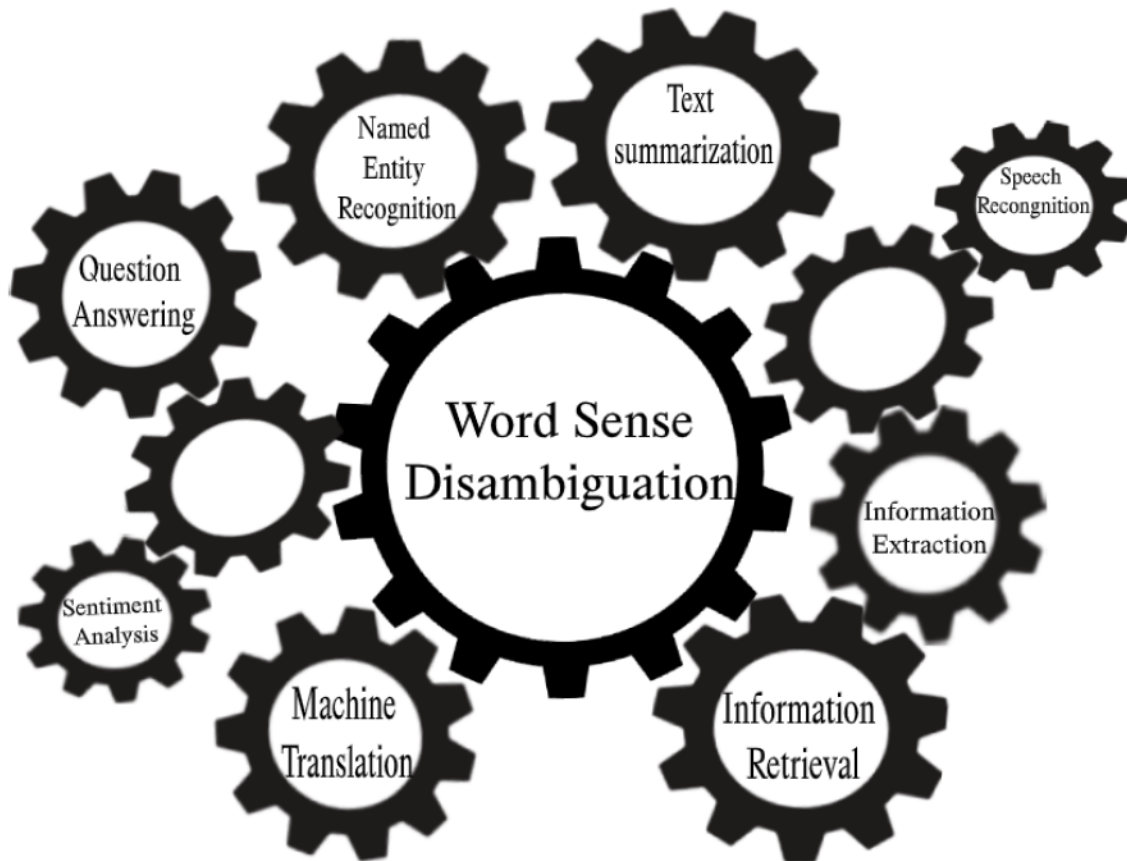 Text
summarization
Named
Entity
Recognition
Speech
Recongnition
Question
Answering
Word Sense
Disambiguation
Information
Extraction
Sentiment
Analysis
Machine
Translation
Information
Retrieval